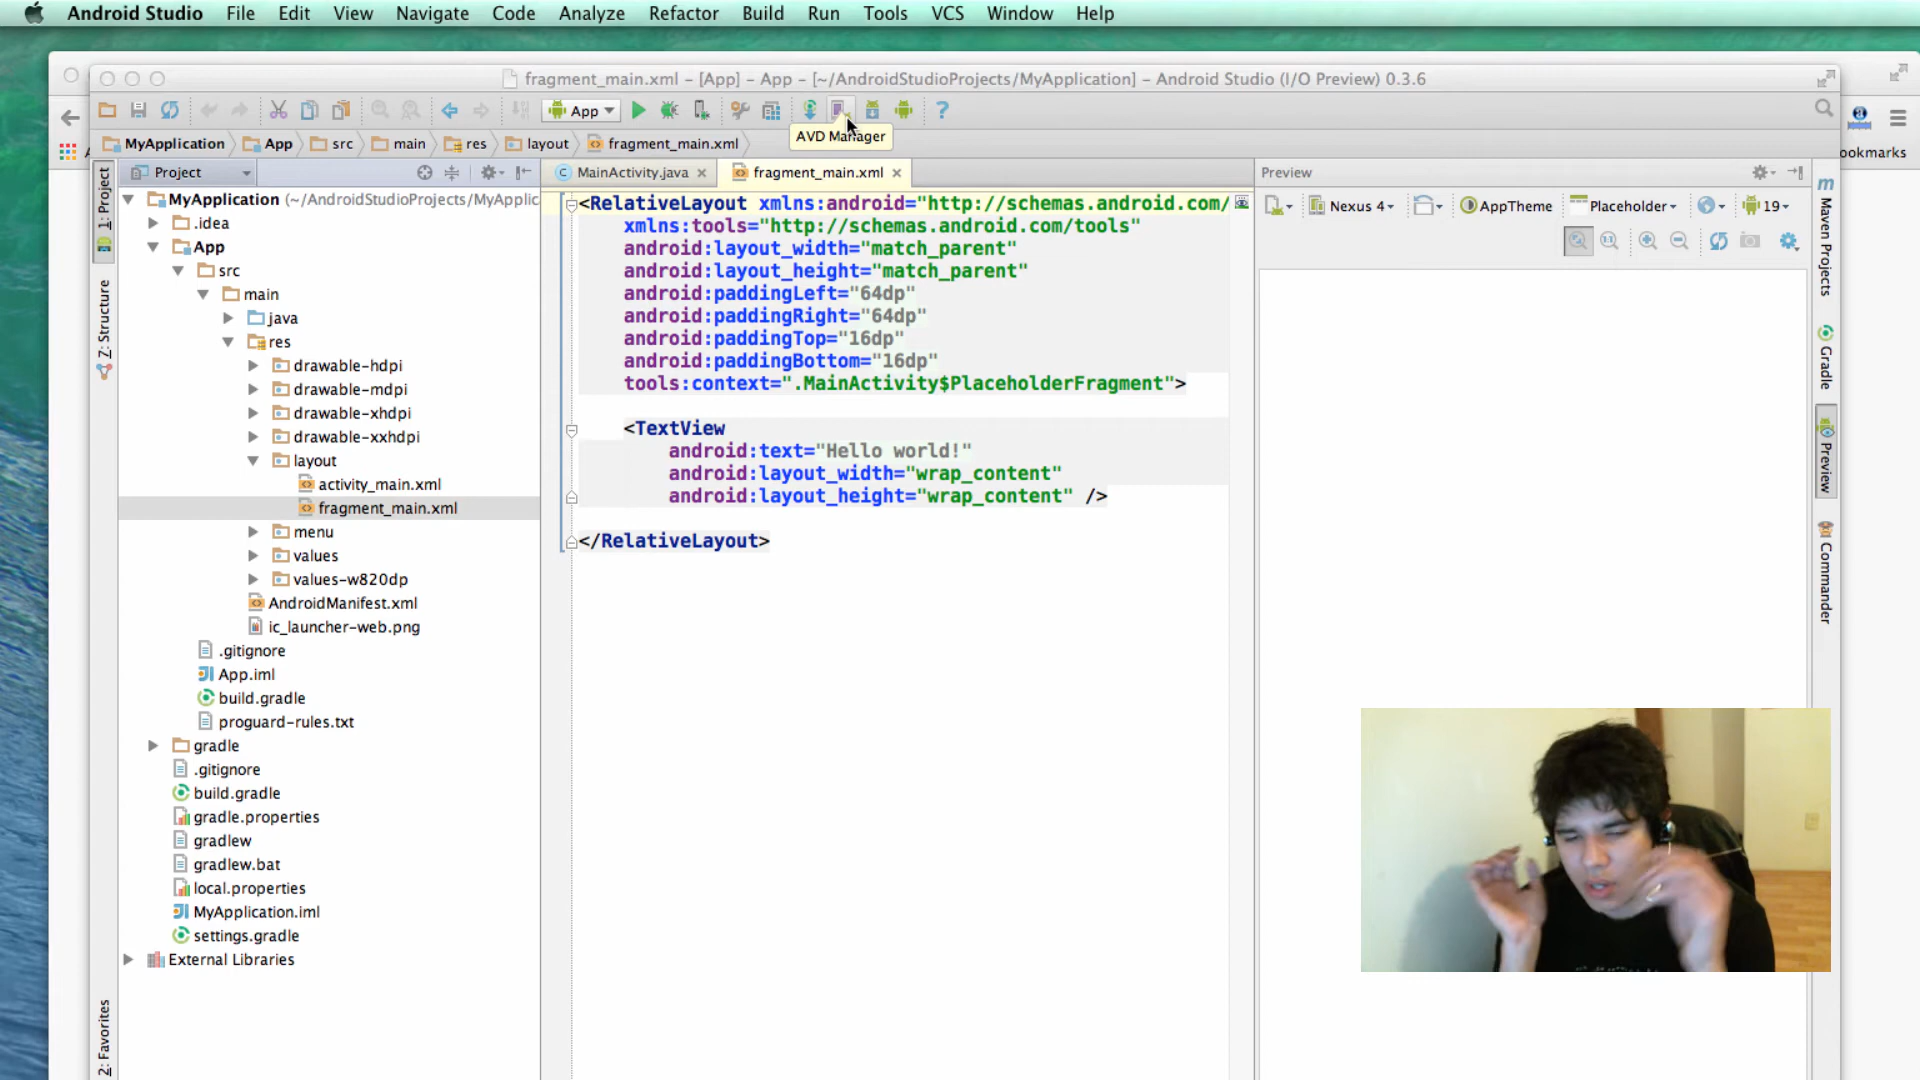 Android Studio File Edit View Navigate Code Analyze Refactor Build Run Tools VCS Window Help
fragment_main.xml – [App] – App – [~/AndroidStudioProjects/MyApplication] – Android Studio (I/O Preview) 0.3.6
App
AVD Manager
MyApplication App src main res layout fragment_main.xml
ookmarks
1: Project
Z: Structure
2: Favorites
Project
MyApplication (~/AndroidStudioProjects/MyApplic
.idea
App
src
main
java
res
drawable-hdpi
drawable-mdpi
drawable-xhdpi
drawable-xxhdpi
layout
activity_main.xml
fragment_main.xml
menu
values
values-w820dp
AndroidManifest.xml
ic_launcher-web.png
.gitignore
App.iml
build.gradle
proguard-rules.txt
gradle
.gitignore
build.gradle
gradle.properties
gradlew
gradlew.bat
local.properties
MyApplication.iml
settings.gradle
External Libraries
MainActivity.java fragment_main.xml
<RelativeLayout xmlns:android="http://schemas.android.com/
xmlns:tools="http://schemas.android.com/tools"
android:layout_width="match_parent"
android:layout_height="match_parent"
android:paddingLeft="64dp"
android:paddingRight="64dp"
android:paddingTop="16dp"
android:paddingBottom="16dp"
tools:context=".MainActivity$PlaceholderFragment">
<TextView
android:text="Hello world!"
android:layout_width="wrap_content"
android:layout_height="wrap_content" />
</RelativeLayout>
Preview
Nexus 4 AppTheme Placeholder 19
Maven Projects
Gradle
Preview
Commander